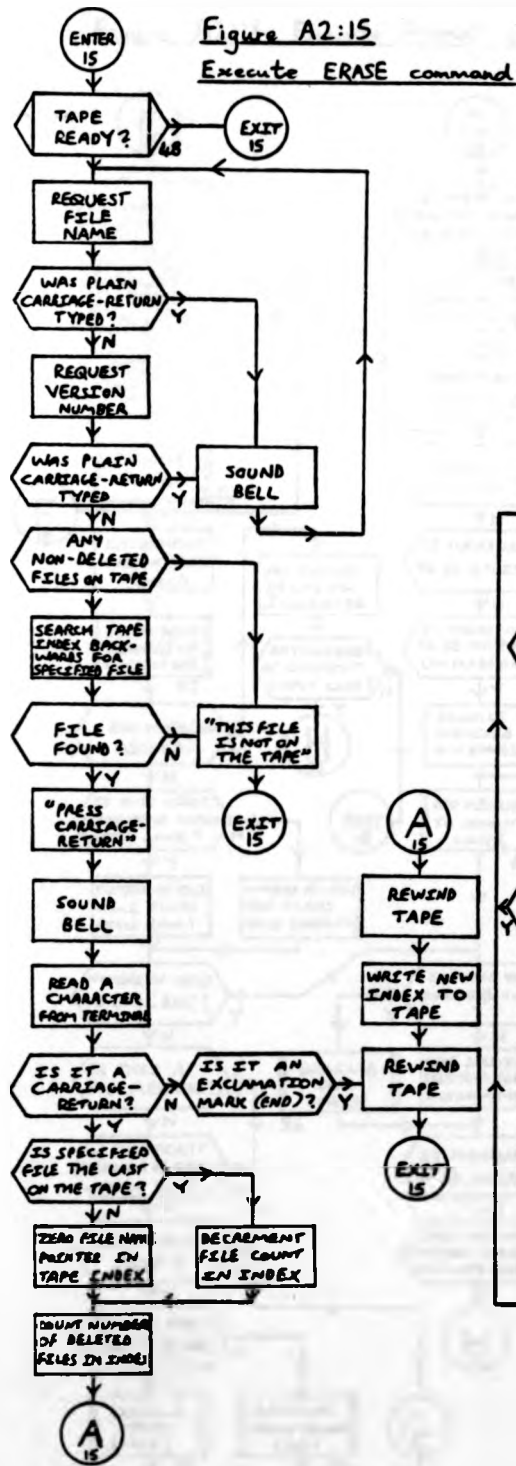 Figure A2:15
Execute ERASE command
ENTER
15
TAPE
READY?
48
EXIT
15
REQUEST
FILE
NAME
WAS PLAIN
CARRIAGE-RETURN
TYPED?
Y
N
REQUEST
VERSION
NUMBER
WAS PLAIN
CARRIAGE-RETURN
TYPED
Y
N
SOUND
BELL
ANY
NON-DELETED
FILES ON TAPE
SEARCH TAPE
INDEX BACK-
WARDS FOR
SPECIFIED FILE
FILE
FOUND?
N
Y
"THIS FILE
IS NOT ON
THE TAPE"
EXIT
15
"PRESS
CARRIAGE-
RETURN"
SOUND
BELL
READ A
CHARACTER
FROM TERMINAL
IS IT A
CARRIAGE-
RETURN?
N
Y
IS IT AN
EXCLAMATION
MARK (END)?
Y
A
15
REWIND
TAPE
WRITE NEW
INDEX TO
TAPE
REWIND
TAPE
EXIT
15
IS SPECIFIED
FILE THE LAST
ON THE TAPE?
Y
N
ZERO FILE NAME
POINTER IN
TAPE INDEX
DECREMENT
FILE COUNT
IN INDEX
COUNT NUMBER
OF DELETED
FILES IN INDEX
A
15
Y